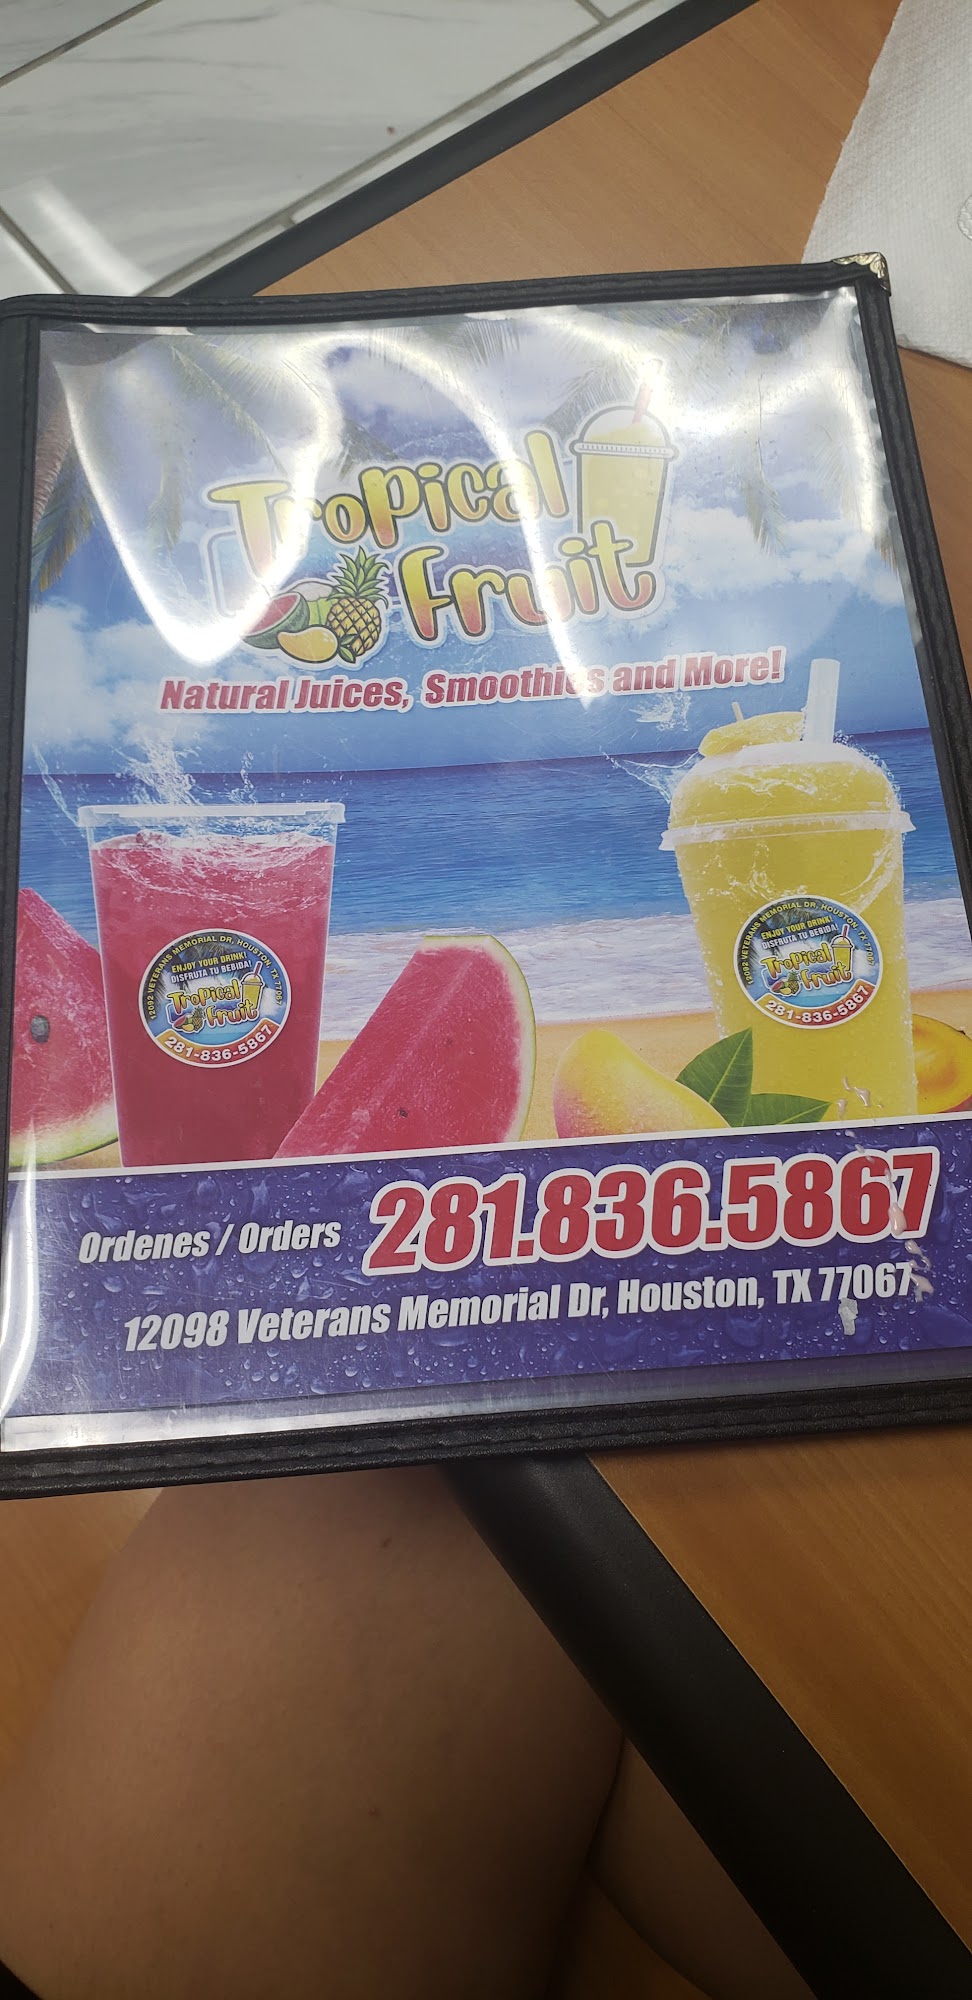 Tropical
Fruit
Natural Juices, Smoothies and More!
12092 VETERANS MEMORIAL DR, HOUSTON, TX 77067
ENJOY YOUR DRINK!
DISFRUTA TU BEBIDA!
Tropical
Fruit
281-836-5867
12092 VETERANS MEMORIAL DR, HOUSTON, TX 77067
ENJOY YOUR DRINK!
DISFRUTA TU BEBIDA!
Tropical
Fruit
281-836-5867
Ordenes / Orders 281.836.5867
12098 Veterans Memorial Dr, Houston, TX 77067